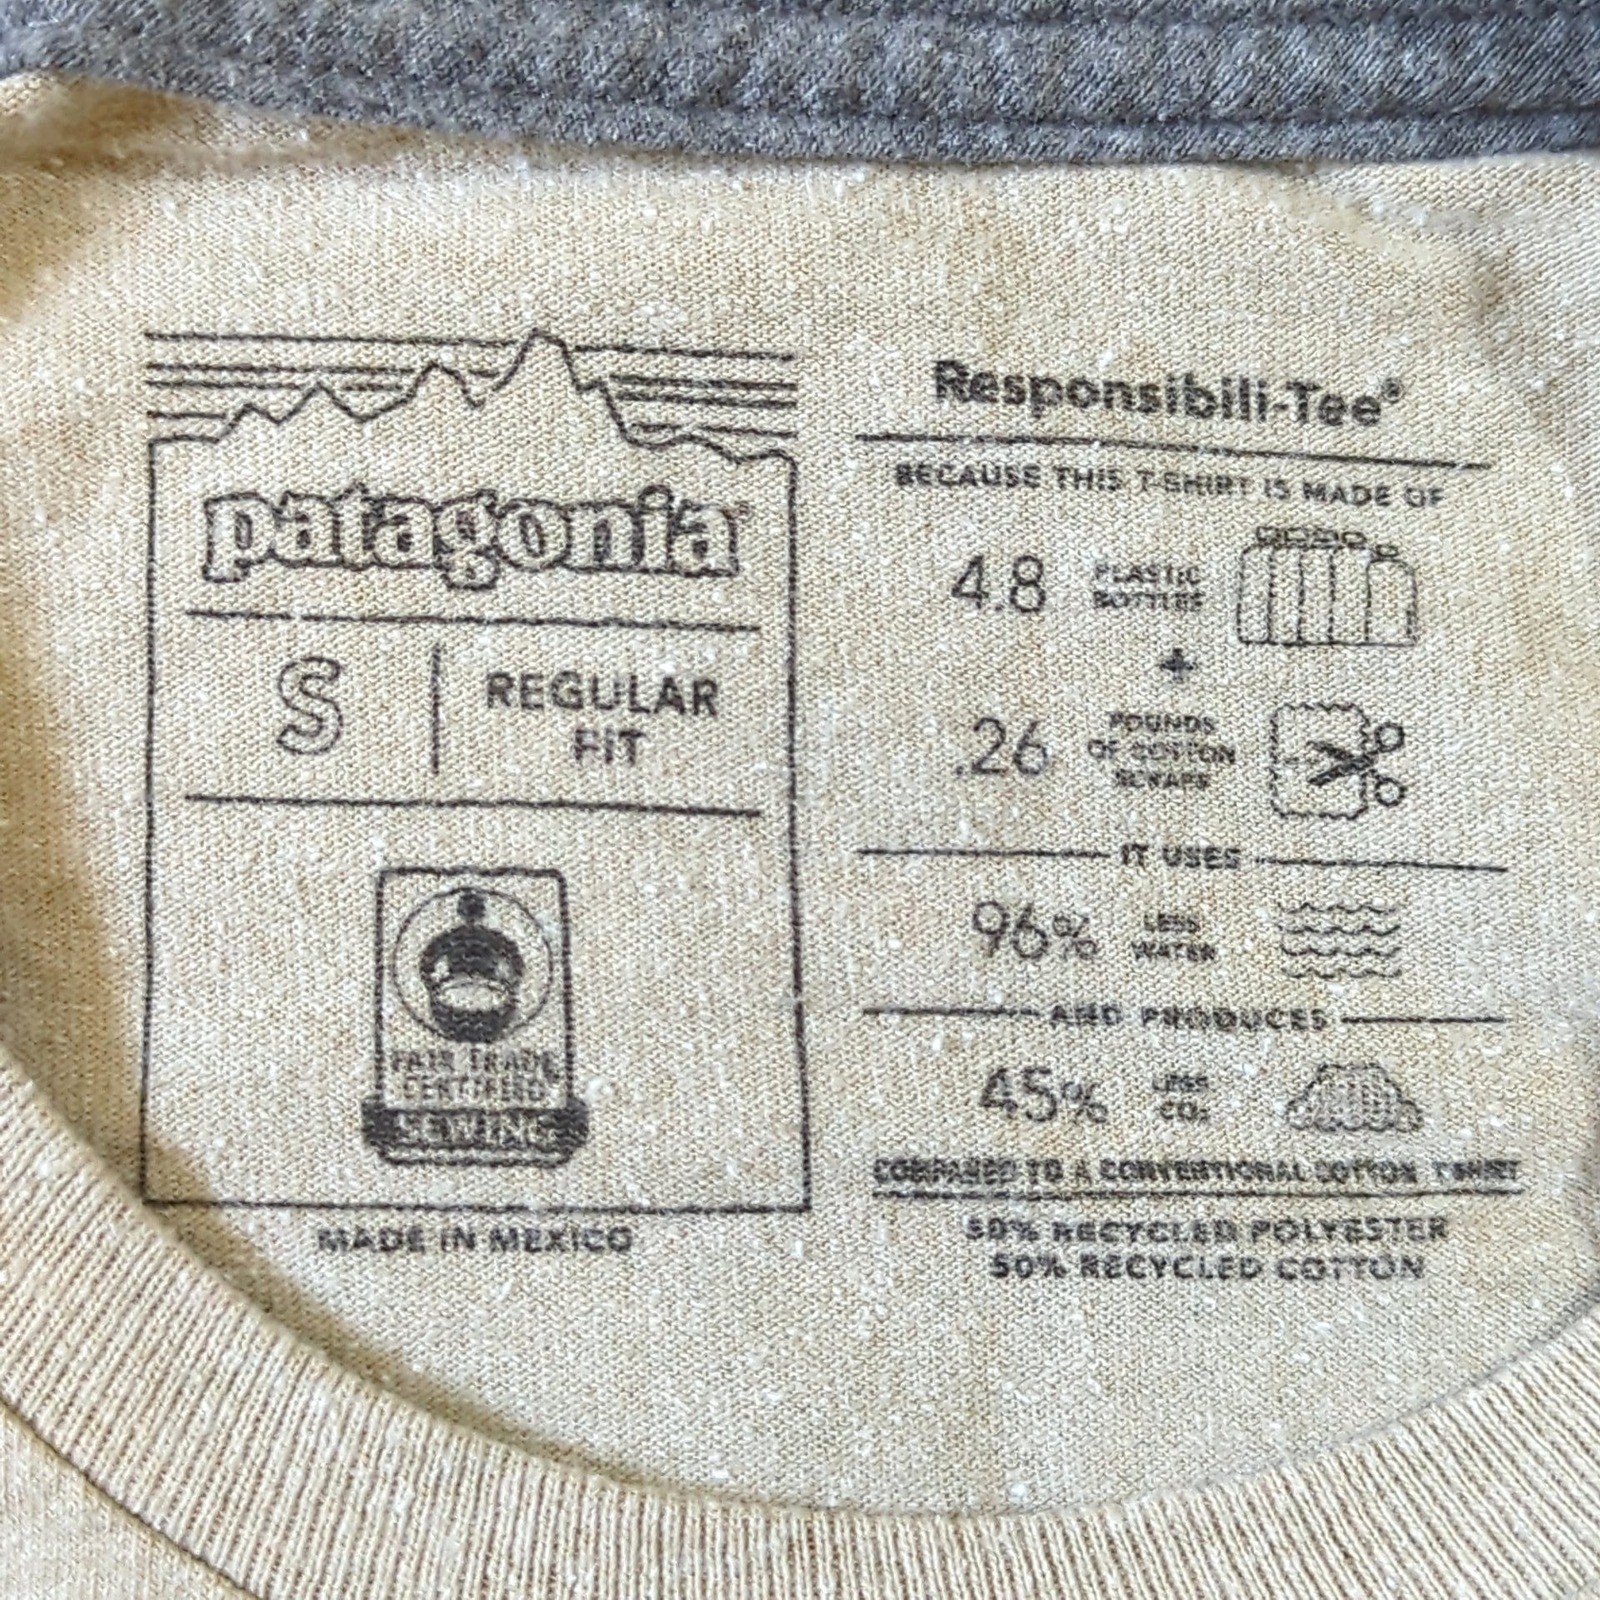 patagonia®
S
REGULAR
FIT
FAIR TRADE
CERTIFIED
SEWING
MADE IN MEXICO
Responsibili-Tee®
BECAUSE THIS T-SHIRT IS MADE OF
4.8 PLASTIC
BOTTLES
+
.26 POUNDS
OF COTTON
SCRAPS
IT USES
96% LESS
WATER
AND PRODUCES
45% LESS
CO₂
COMPARED TO A CONVENTIONAL COTTON T-SHIRT
50% RECYCLED POLYESTER
50% RECYCLED COTTON